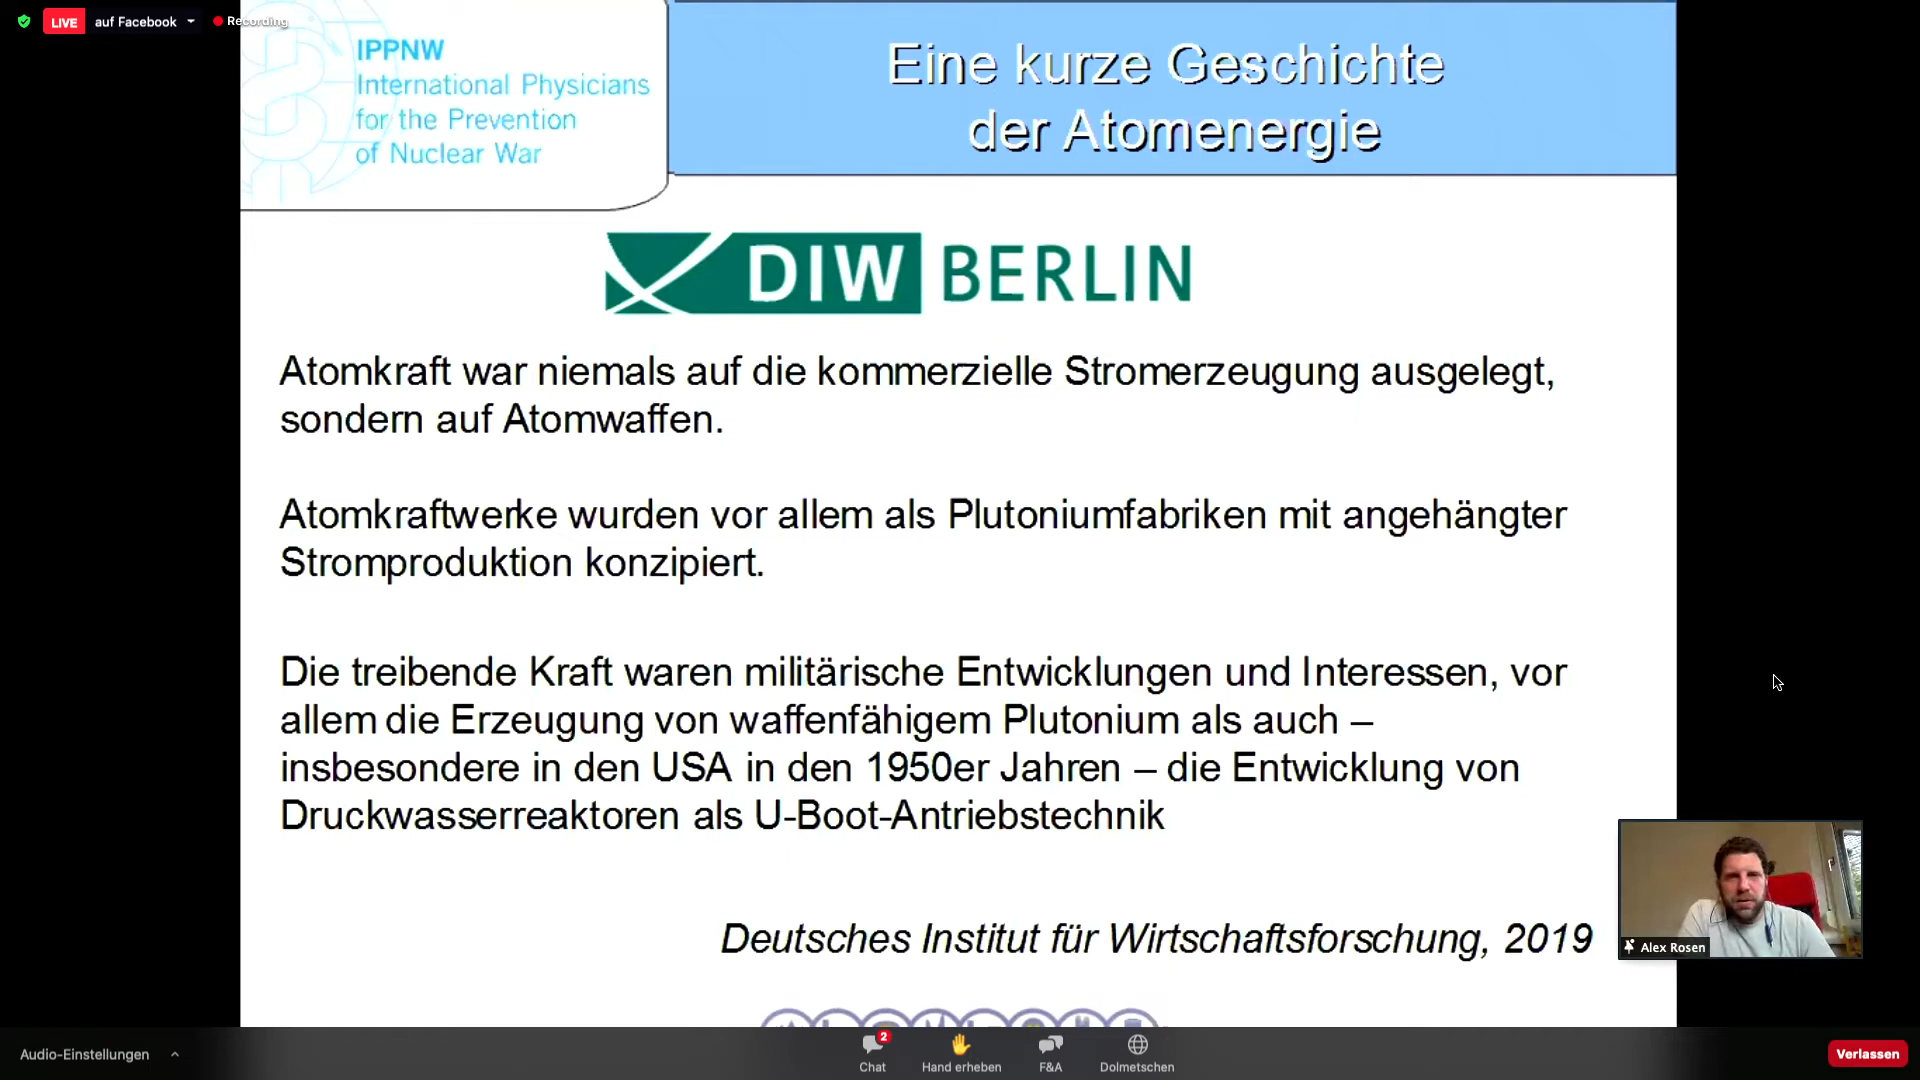 LIVE auf Facebook Recording
IPPNW
International Physicians
for the Prevention
of Nuclear War
Eine kurze Geschichte
der Atomenergie
DIW BERLIN
Atomkraft war niemals auf die kommerzielle Stromerzeugung ausgelegt,
sondern auf Atomwaffen.
Atomkraftwerke wurden vor allem als Plutoniumfabriken mit angehängter
Stromproduktion konzipiert.
Die treibende Kraft waren militärische Entwicklungen und Interessen, vor
allem die Erzeugung von waffenfähigem Plutonium als auch –
insbesondere in den USA in den 1950er Jahren – die Entwicklung von
Druckwasserreaktoren als U-Boot-Antriebstechnik
Deutsches Institut für Wirtschaftsforschung, 2019
Alex Rosen
Audio-Einstellungen
2
Chat
Hand erheben
F&A
Dolmetschen
Verlassen